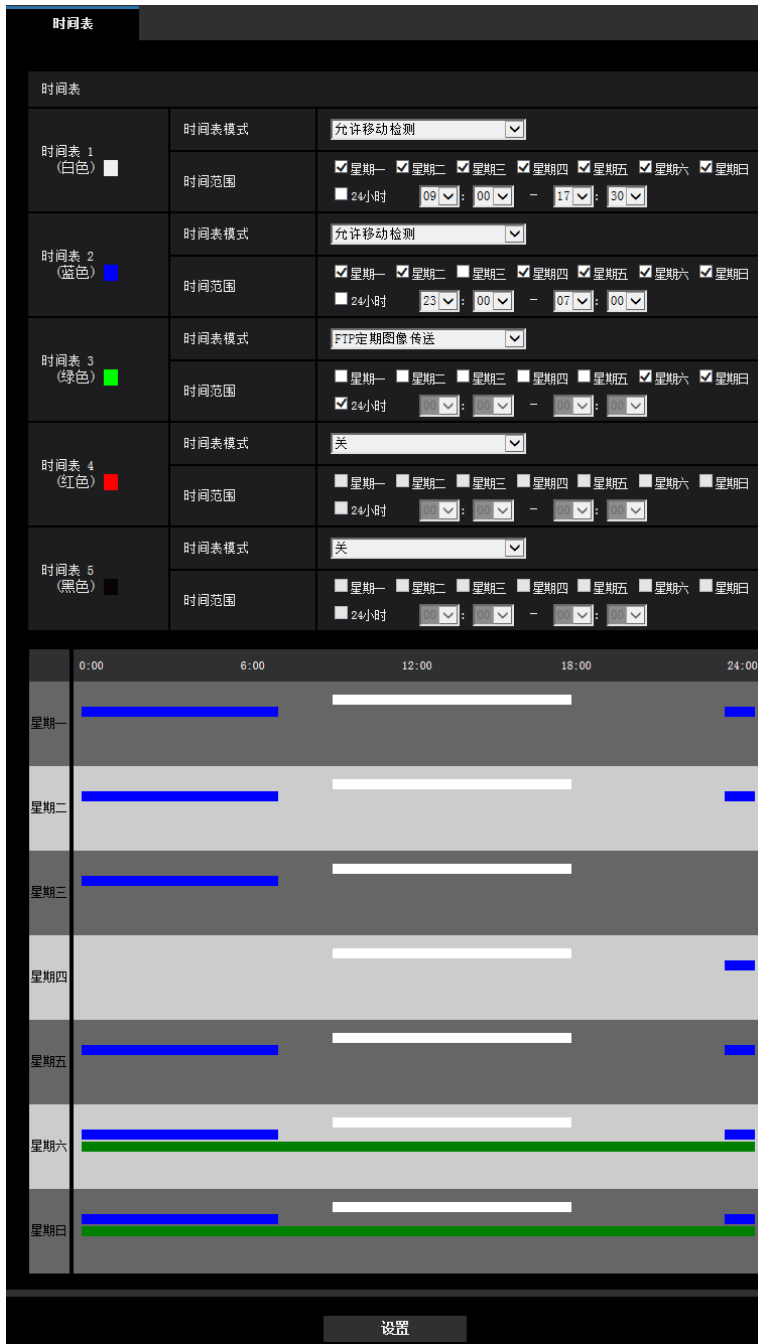 时间表
时间表
时间表 1
(白色)
时间表模式
允许移动检测
时间范围
星期一 星期二 星期三 星期四 星期五 星期六 星期日
24小时 09 : 00 － 17 : 30
时间表 2
(蓝色)
时间表模式
允许移动检测
时间范围
星期一 星期二 星期三 星期四 星期五 星期六 星期日
24小时 23 : 00 － 07 : 00
时间表 3
(绿色)
时间表模式
FTP定期图像传送
时间范围
星期一 星期二 星期三 星期四 星期五 星期六 星期日
24小时 00 : 00 － 00 : 00
时间表 4
(红色)
时间表模式
关
时间范围
星期一 星期二 星期三 星期四 星期五 星期六 星期日
24小时 00 : 00 － 00 : 00
时间表 5
(黑色)
时间表模式
关
时间范围
星期一 星期二 星期三 星期四 星期五 星期六 星期日
24小时 00 : 00 － 00 : 00
0:00 6:00 12:00 18:00 24:00
星期一
星期二
星期三
星期四
星期五
星期六
星期日
设置